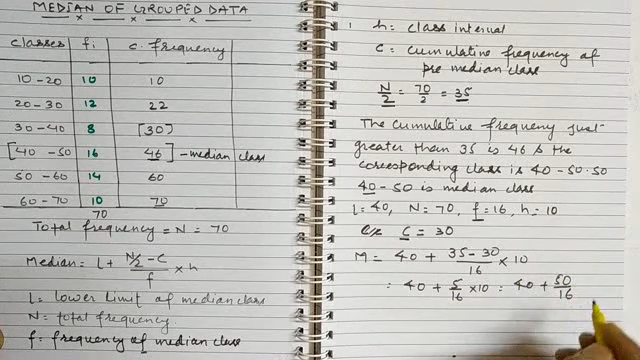 MEDIAN OF GROUPED DATA
classes fi c. frequency
10-20 10 10
20-30 12 22
30-40 8 [30]
[40-50 16 46] - median class
50-60 14 60
60-70 10 70
70
Total frequency = N = 70
Median = l + (N/2 - C)/f × h
l = lower limit of median class
N = total frequency
f = frequency of median class
h = class interval
C = Cumulative frequency of
pre median class
N/2 = 70/2 = 35
The cumulative frequency just
greater than 35 is 46 & the
corresponding class is 40-50. so
40-50 is median class
l = 40, N = 70, f = 16, h = 10
C = 30
M = 40 + (35-30)/16 × 10
: 40 + 5/16 × 10 = 40 + 50/16